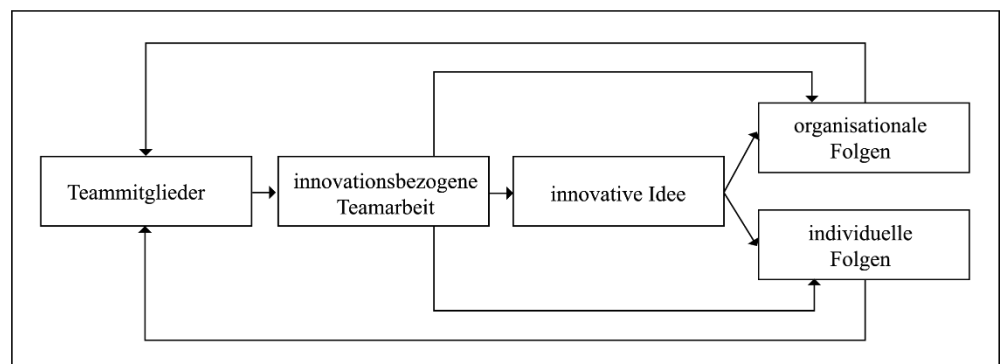 Teammitglieder
innovationsbezogene
Teamarbeit
innovative Idee
organisationale
Folgen
individuelle
Folgen